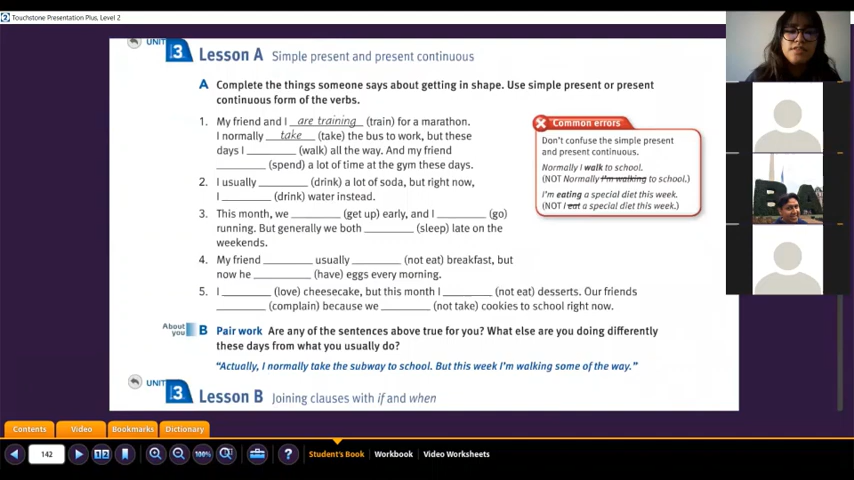 Touchstone Presentation Plus, Level 2
UNIT 3 Lesson A Simple present and present continuous
A Complete the things someone says about getting in shape. Use simple present or present
continuous form of the verbs.
1. My friend and I are training (train) for a marathon.
I normally take (take) the bus to work, but these
days I ________ (walk) all the way. And my friend
________ (spend) a lot of time at the gym these days.
2. I usually ________ (drink) a lot of soda, but right now,
I ________ (drink) water instead.
3. This month, we ________ (get up) early, and I ________ (go)
running. But generally we both ________ (sleep) late on the
weekends.
4. My friend ________ usually ________ (not eat) breakfast, but
now he ________ (have) eggs every morning.
5. I ________ (love) cheesecake, but this month I ________ (not eat) desserts. Our friends
________ (complain) because we ________ (not take) cookies to school right now.
Common errors
Don't confuse the simple present
and present continuous.
Normally I walk to school.
(NOT Normally I'm walking to school.)
I'm eating a special diet this week.
(NOT I eat a special diet this week.)
About you
B Pair work Are any of the sentences above true for you? What else are you doing differently
these days from what you usually do?
"Actually, I normally take the subway to school. But this week I'm walking some of the way."
UNIT 3 Lesson B Joining clauses with if and when
BA
Contents Video Bookmarks Dictionary
142 1 2 100% ? Student's Book Workbook Video Worksheets